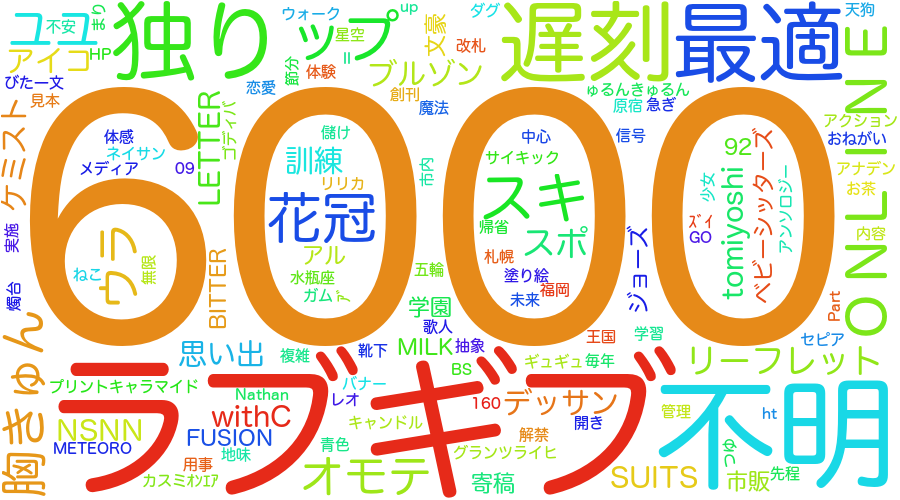 ユユ
不安
まり
HP
アイコ
びたー文
見本
独り
ウォーク
ツップ
星空
up
=
節分
体験
恋愛
文豪
ダグ
改札
ブルゾン
創刊
魔法
遅刻
最適
天狗
ゅるんきゅるん
原宿
急ぎ
信号
中心
ONLINE
アクション
おねがい
アナデン
お茶
内容
ケミスト
LETTER
ゴディバ
体感
ネイサン
メディア
09
6000
儲け
訓練
リリカ
花冠
アル
水瓶座
ガム
市内
サイキック
スキ
帰省
スポ
札幌
塗り絵
福岡
未来
92
少女
tomiyoshi
ベビーシッターズ
アンソロジー
ズイ
GO
実施
燭台
ねこ
ウラ
無限
BITTER
五輪
学園
歌人
ジョーズ
Part
セピア
胸きゅん
思い出
複雑
靴下
MILK
抽象
BS
ギュギュ
毎年
王国
学習
リーフレット
プリントキャラマイド
ラブギブ
Nathan
バナー
レオ
withC
160
デッサン
管理
ht
不明
NSNN
METEORO
FUSION
青色
キャンドル
解禁
開き
用事
地味
グランツライヒ
カスミオンエア
オモテ
寄稿
SUITS
つゆ
市販
先程